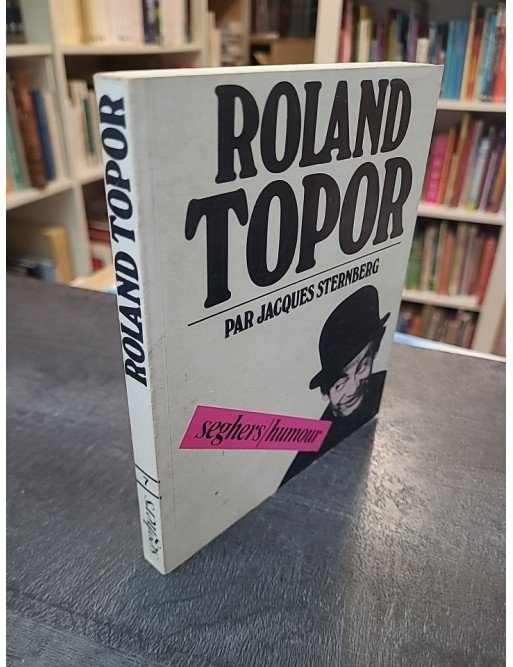 ROLAND
TOPOR
PAR JACQUES STERNBERG
seghers/humour
ROLAND TOPOR
seghers